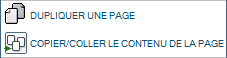 DUPLIQUER UNE PAGE
COPIER/COLLER LE CONTENU DE LA PAGE